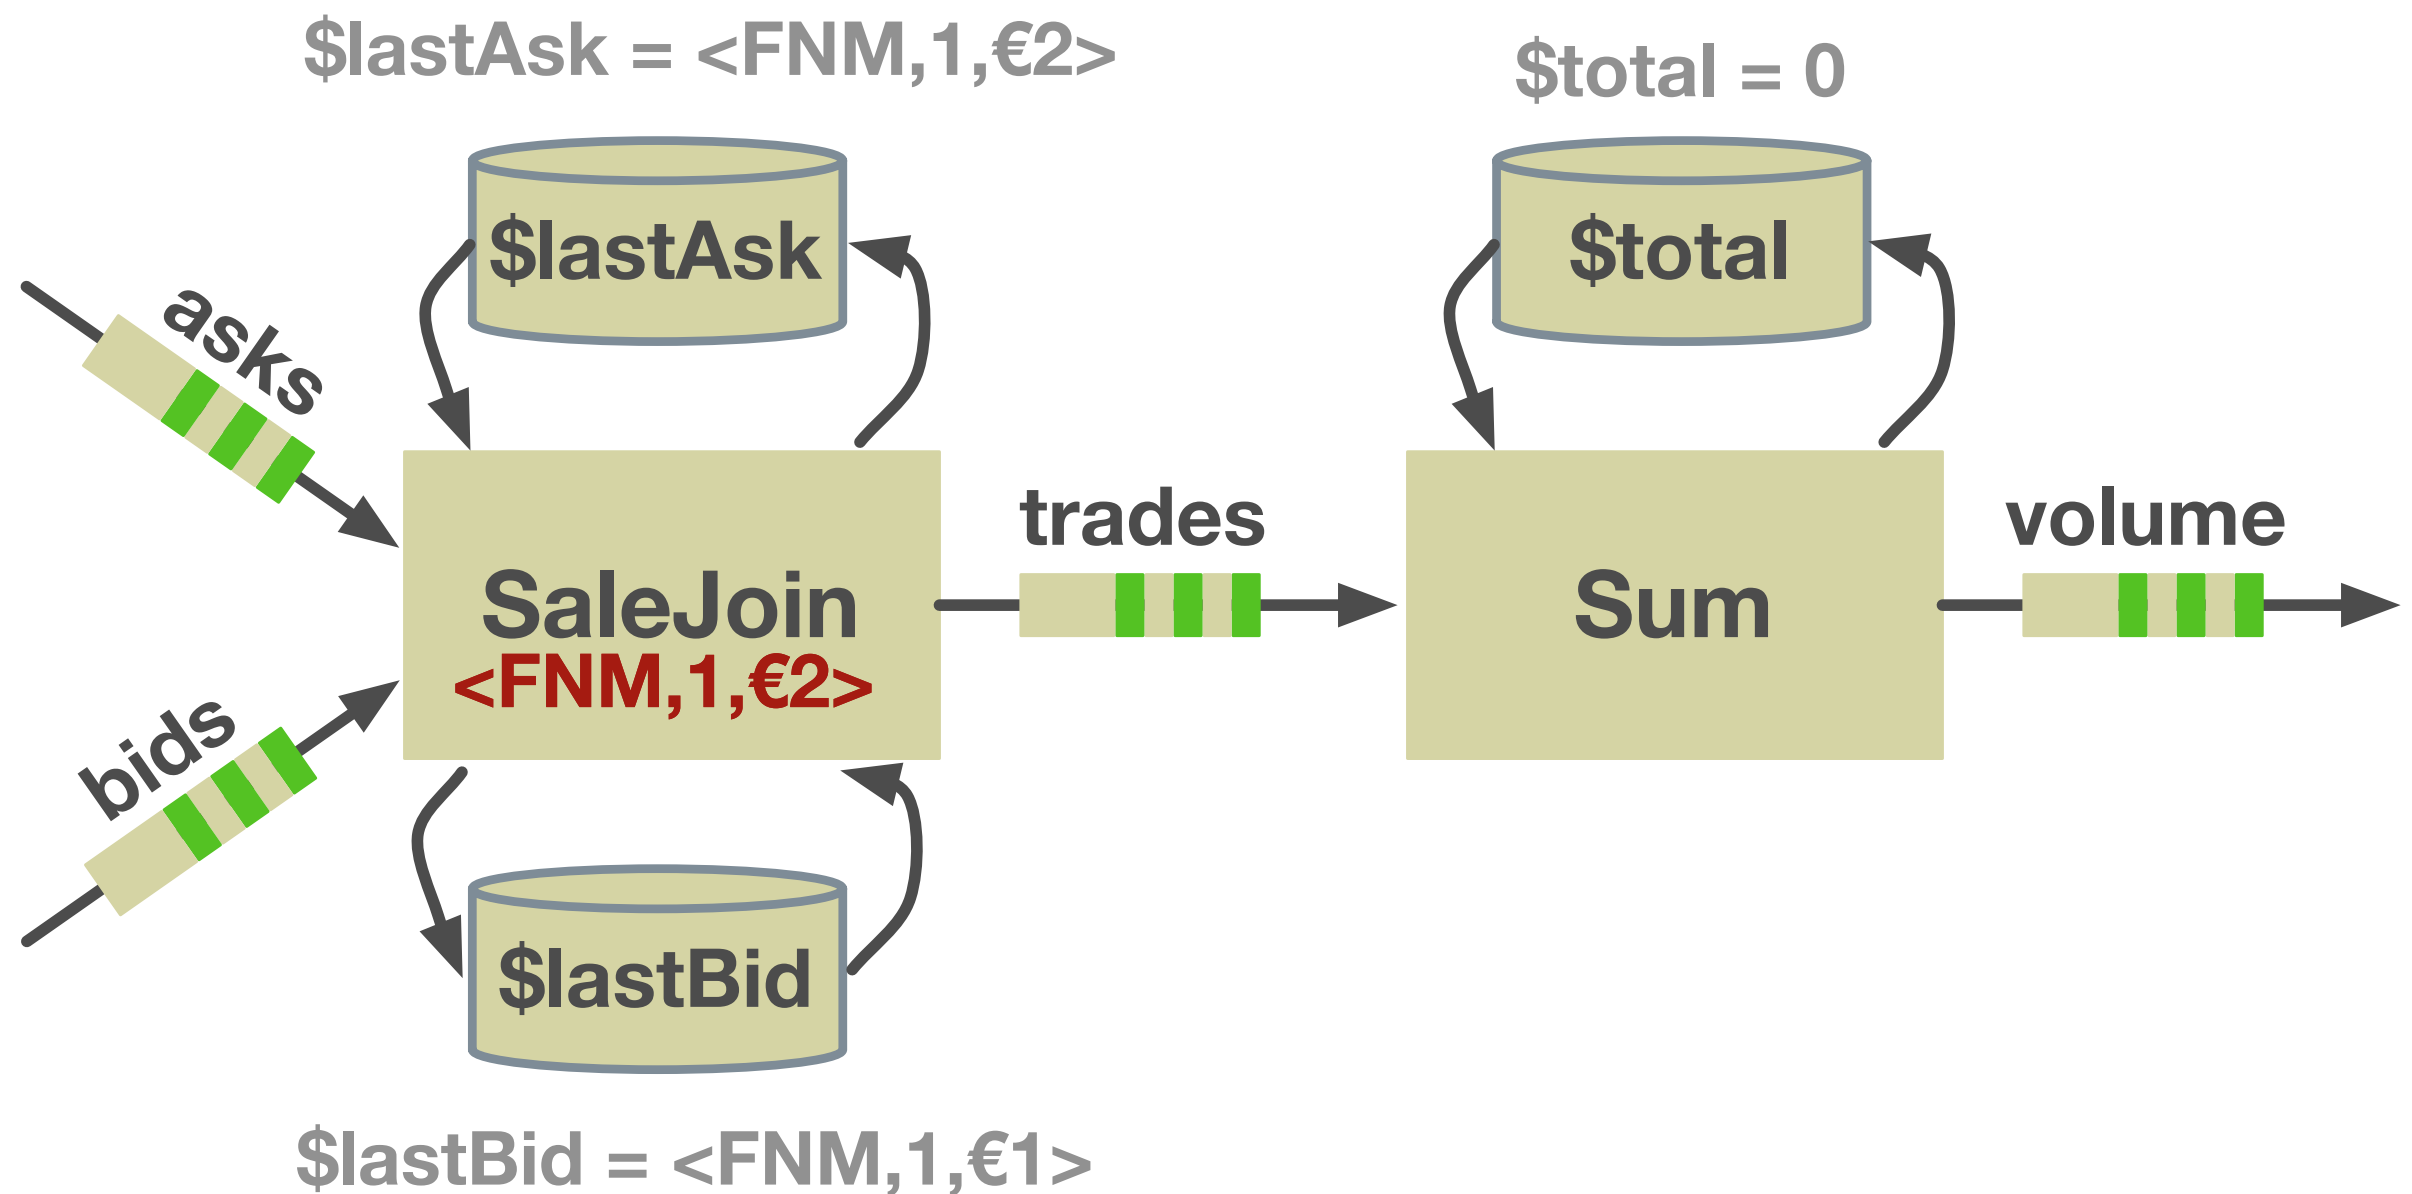 $lastAsk = <FNM,1,€2>
$total = 0
$lastAsk
$total
asks
trades
volume
SaleJoin
<FNM,1,€2>
Sum
bids
$lastBid
$lastBid = <FNM,1,€1>